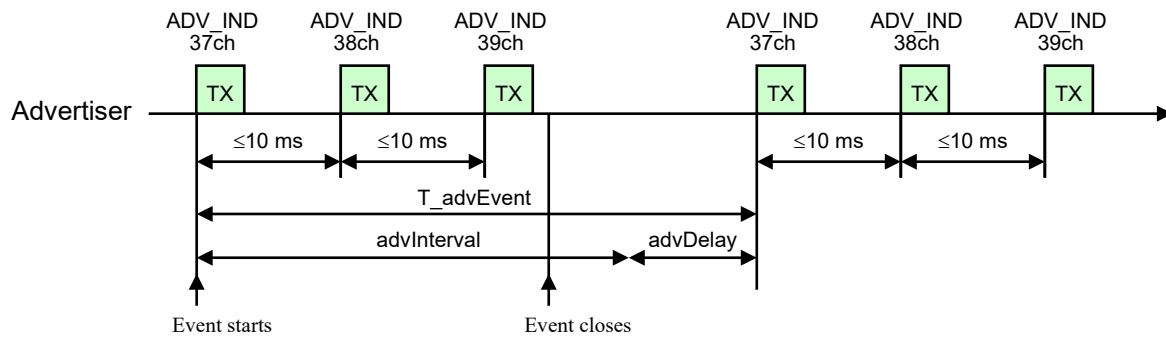 ADV_IND
37ch
ADV_IND
38ch
ADV_IND
39ch
ADV_IND
37ch
ADV_IND
38ch
ADV_IND
39ch
TX
TX
TX
TX
TX
TX
Advertiser
≤10 ms
≤10 ms
≤10 ms
≤10 ms
T_advEvent
advInterval
advDelay
Event starts
Event closes